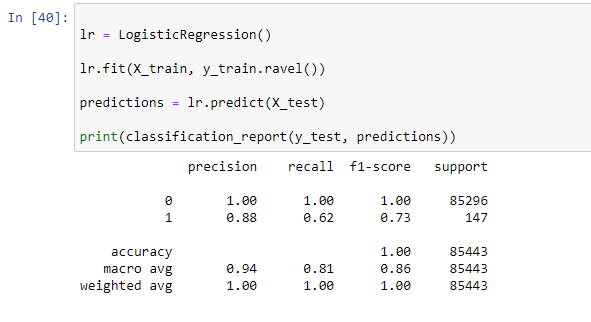 In [40]:
lr = LogisticRegression()
lr.fit(X_train, y_train.ravel())
predictions = lr.predict(X_test)
print(classification_report(y_test, predictions))
precision recall f1-score support
0 1.00 1.00 1.00 85296
1 0.88 0.62 0.73 147
accuracy 1.00 85443
macro avg 0.94 0.81 0.86 85443
weighted avg 1.00 1.00 1.00 85443